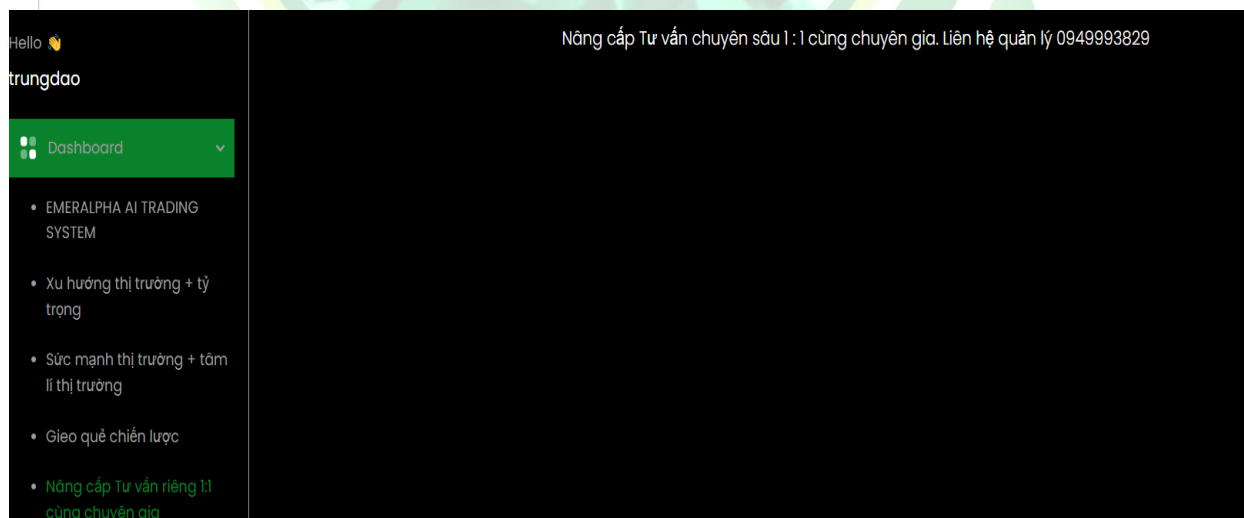 Hello 👋
trungdao
Dashboard
EMERALPHA AI TRADING
SYSTEM
Xu hướng thị trường + tỷ
trọng
Sức mạnh thị trường + tâm
lí thị trường
Gieo quẻ chiến lược
Nâng cấp Tư vấn riêng 1:1
cùng chuyên gia
Nâng cấp Tư vấn chuyên sâu 1 : 1 cùng chuyên gia. Liên hệ quản lý 0949993829